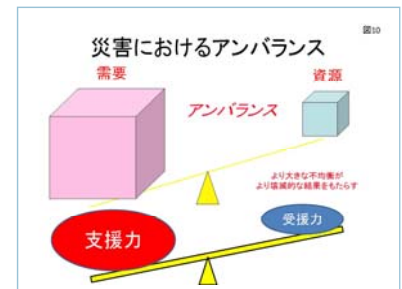 図10
災害におけるアンバランス
需要
資源
アンバランス
より大きな不均衡が
より壊滅的な結果をもたらす
支援力
受援力